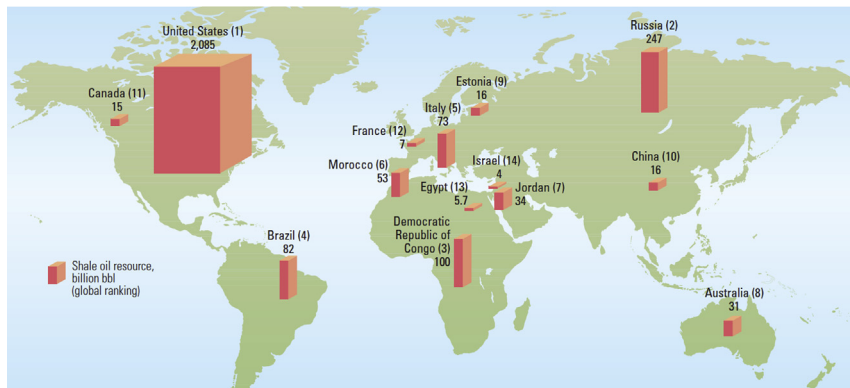 United States (1)
2,085
Russia (2)
247
Canada (11)
15
Estonia (9)
16
Italy (5)
73
France (12)
7
Morocco (6)
53
Israel (14)
4
Egypt (13)
5.7
Jordan (7)
34
China (10)
16
Democratic
Republic of
Congo (3)
100
Brazil (4)
82
Shale oil resource,
billion bbl
(global ranking)
Australia (8)
31